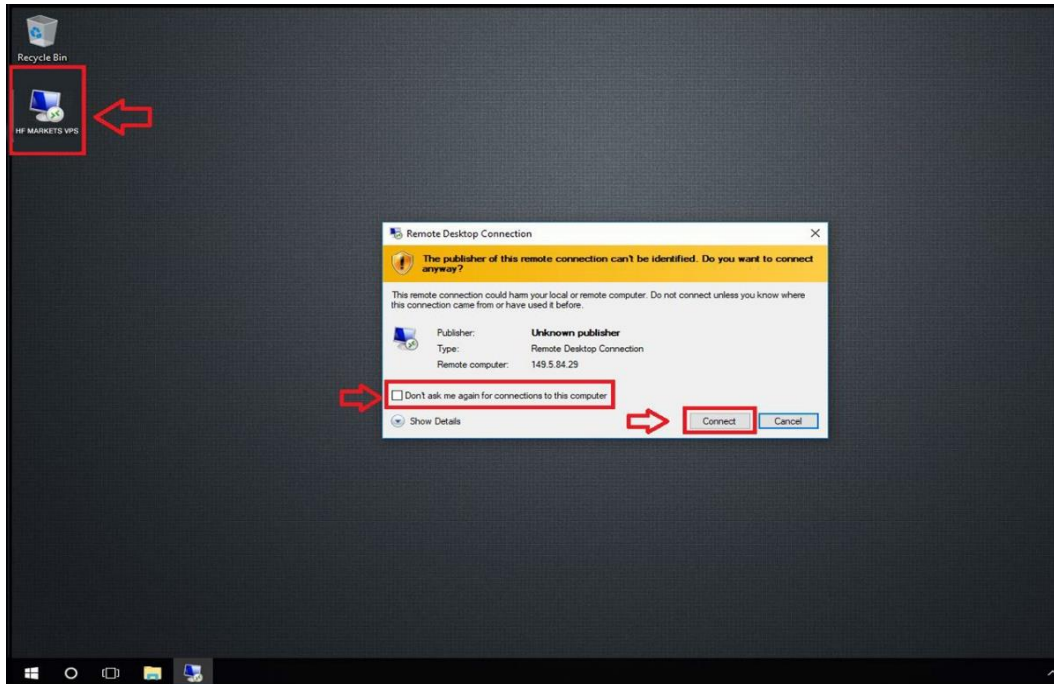 Recycle Bin
HF MARKETS VPS
Remote Desktop Connection
The publisher of this remote connection can't be identified. Do you want to connect
anyway?
This remote connection could harm your local or remote computer. Do not connect unless you know where
this connection came from or have used it before.
Publisher: Unknown publisher
Type: Remote Desktop Connection
Remote computer: 149.5.84.29
Don't ask me again for connections to this computer
Show Details Connect Cancel